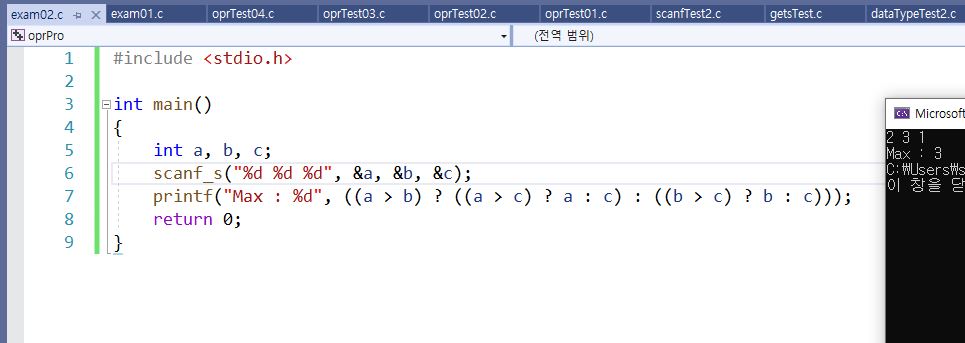 exam02.c exam01.c oprTest04.c oprTest03.c oprTest02.c oprTest01.c scanfTest2.c getsTest.c dataTypeTest2.c
oprPro (전역 범위)
1 #include <stdio.h>
2
3 int main()
4 {
5 int a, b, c;
6 scanf_s("%d %d %d", &a, &b, &c);
7 printf("Max : %d", ((a > b) ? ((a > c) ? a : c) : ((b > c) ? b : c)));
8 return 0;
9 }
Microsoft
2 3 1
Max : 3
C:₩Users₩s
이 창을 닫